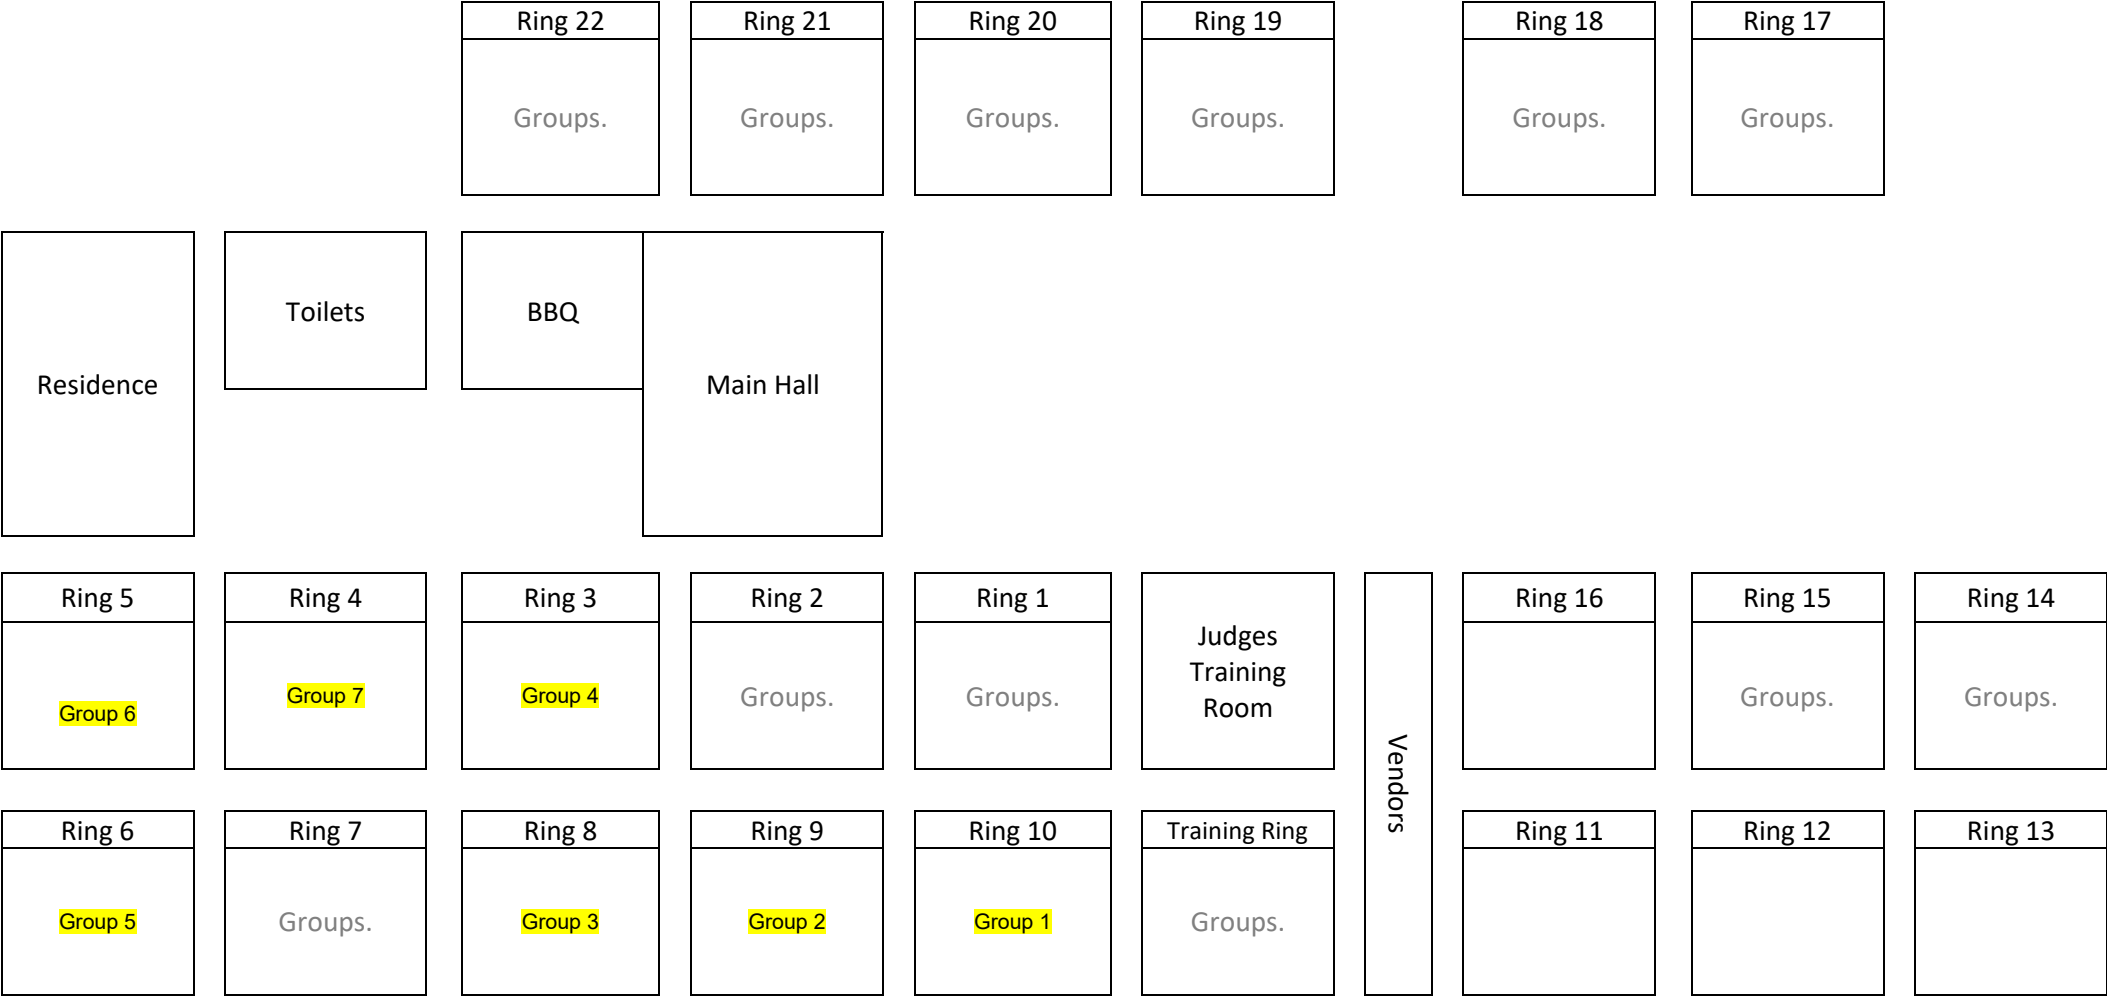 Ring 22
Ring 21
Ring 20
Ring 19
Ring 18
Ring 17
Groups.
Groups.
Groups.
Groups.
Groups.
Groups.
Residence
Toilets
BBQ
Main Hall
Ring 5
Ring 4
Ring 3
Ring 2
Ring 1
Judges
Training
Room
Vendors
Ring 16
Ring 15
Ring 14
Group 6
Group 7
Group 4
Groups.
Groups.
Groups.
Groups.
Ring 6
Ring 7
Ring 8
Ring 9
Ring 10
Training Ring
Ring 11
Ring 12
Ring 13
Group 5
Groups.
Group 3
Group 2
Group 1
Groups.